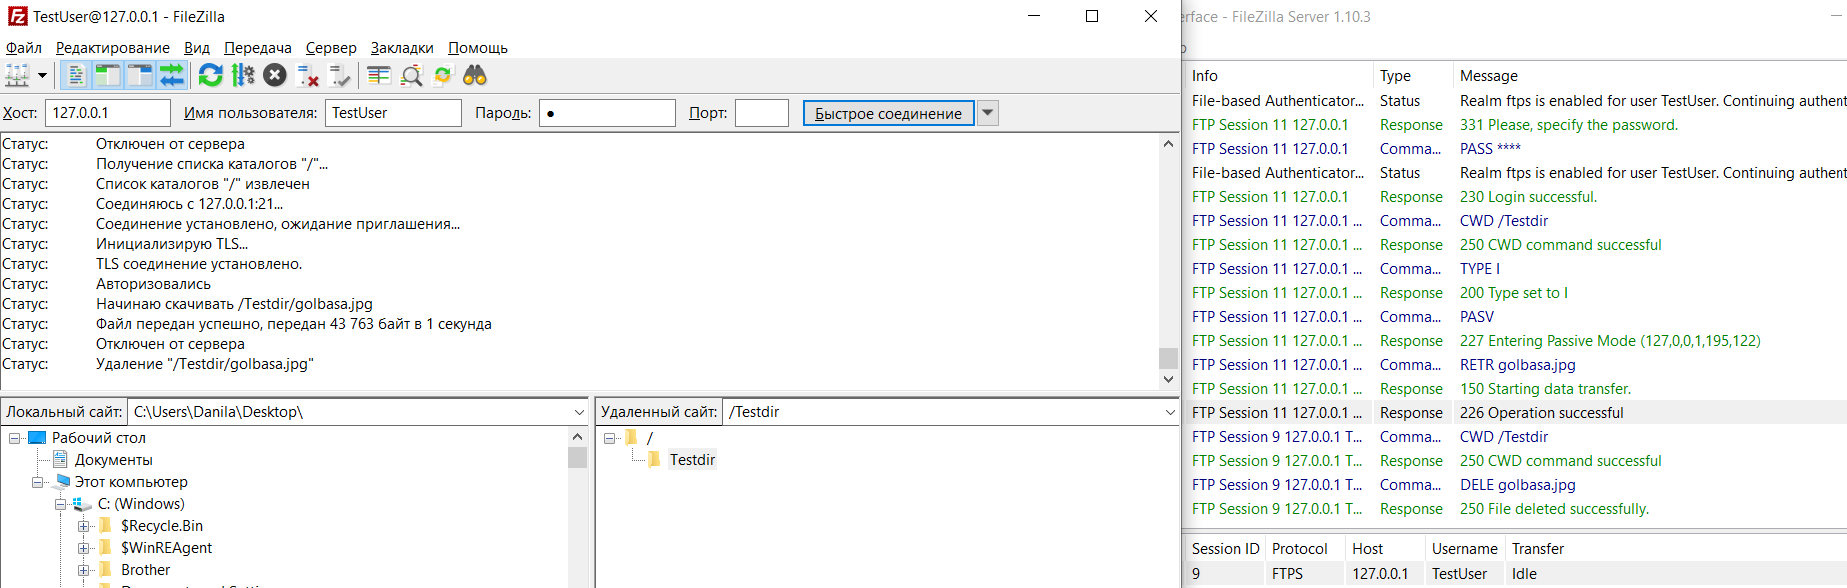 TestUser@127.0.0.1 - FileZilla
Файл Редактирование Вид Передача Сервер Закладки Помощь
Хост: 127.0.0.1 Имя пользователя: TestUser Пароль: ● Порт: Быстрое соединение
Статус: Отключен от сервера
Статус: Получение списка каталогов "/"...
Статус: Список каталогов "/" извлечен
Статус: Соединяюсь с 127.0.0.1:21...
Статус: Соединение установлено, ожидание приглашения...
Статус: Инициализирую TLS...
Статус: TLS соединение установлено.
Статус: Авторизовались
Статус: Начинаю скачивать /Testdir/golbasa.jpg
Статус: Файл передан успешно, передан 43 763 байт в 1 секунда
Статус: Отключен от сервера
Статус: Удаление "/Testdir/golbasa.jpg"
Локальный сайт: C:\Users\Danila\Desktop\
Рабочий стол
Документы
Этот компьютер
C: (Windows)
$Recycle.Bin
$WinREAgent
Brother
Удаленный сайт: /Testdir
/
Testdir
erface - FileZilla Server 1.10.3
Info Type Message
File-based Authenticator... Status Realm ftps is enabled for user TestUser. Continuing authent
FTP Session 11 127.0.0.1 Response 331 Please, specify the password.
FTP Session 11 127.0.0.1 Comma... PASS ****
File-based Authenticator... Status Realm ftps is enabled for user TestUser. Continuing authent
FTP Session 11 127.0.0.1 Response 230 Login successful.
FTP Session 11 127.0.0.1 ... Comma... CWD /Testdir
FTP Session 11 127.0.0.1 ... Response 250 CWD command successful
FTP Session 11 127.0.0.1 ... Comma... TYPE I
FTP Session 11 127.0.0.1 ... Response 200 Type set to I
FTP Session 11 127.0.0.1 ... Comma... PASV
FTP Session 11 127.0.0.1 ... Response 227 Entering Passive Mode (127,0,0,1,195,122)
FTP Session 11 127.0.0.1 ... Comma... RETR golbasa.jpg
FTP Session 11 127.0.0.1 ... Response 150 Starting data transfer.
FTP Session 11 127.0.0.1 ... Response 226 Operation successful
FTP Session 9 127.0.0.1 T... Comma... CWD /Testdir
FTP Session 9 127.0.0.1 T... Response 250 CWD command successful
FTP Session 9 127.0.0.1 T... Comma... DELE golbasa.jpg
FTP Session 9 127.0.0.1 T... Response 250 File deleted successfully.
Session ID Protocol Host Username Transfer
9 FTPS 127.0.0.1 TestUser Idle